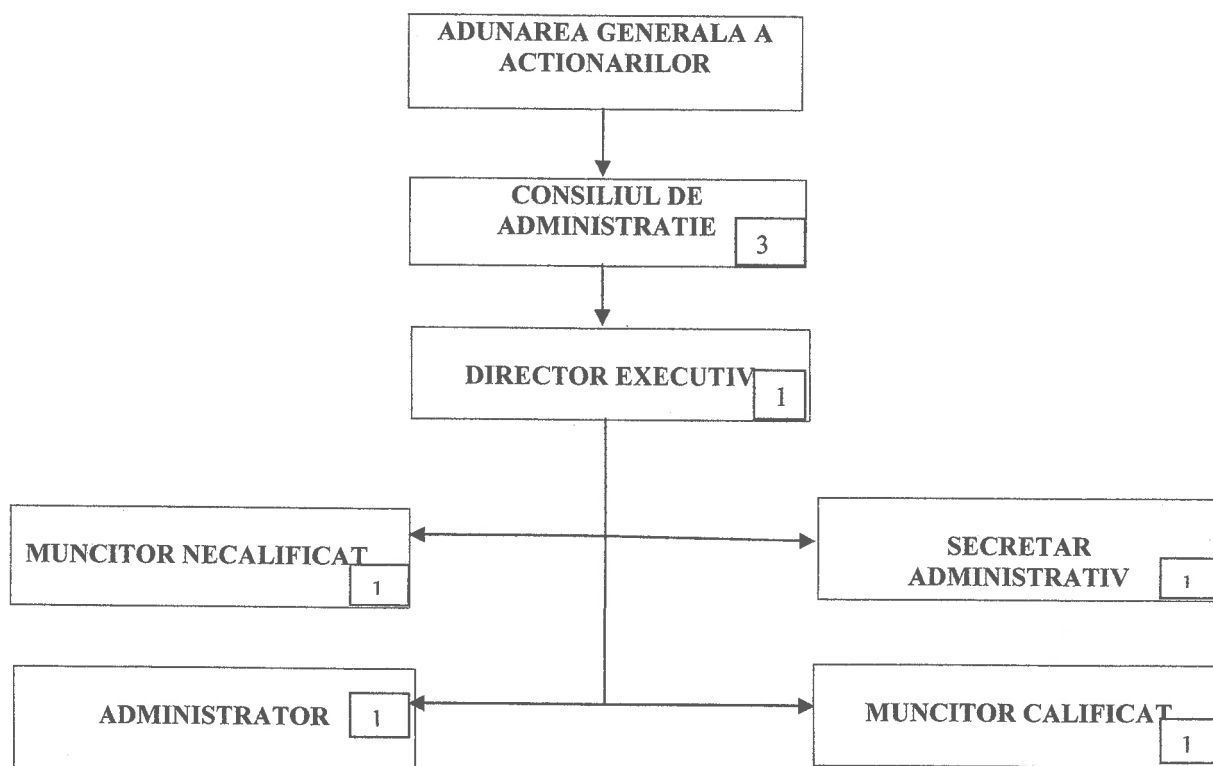 ADUNAREA GENERALA A
ACTIONARILOR
CONSILIUL DE
ADMINISTRATIE
3
DIRECTOR EXECUTIV
1
MUNCITOR NECALIFICAT
1
SECRETAR
ADMINISTRATIV
1
ADMINISTRATOR
1
MUNCITOR CALIFICAT
1